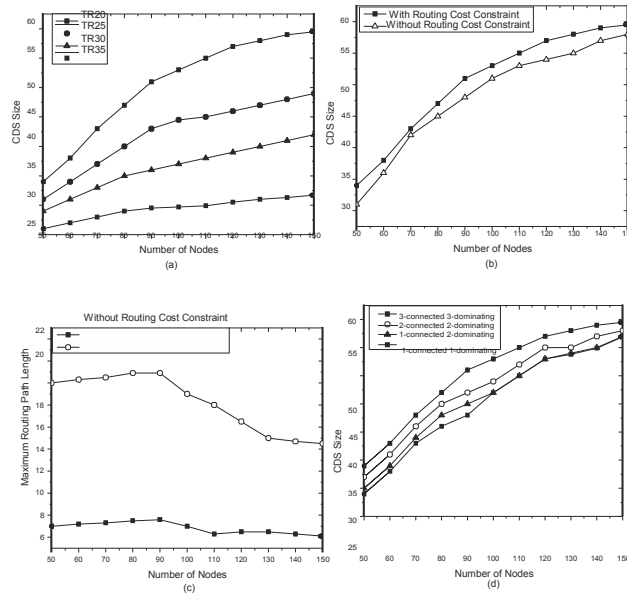 TR20
TR25
TR30
TR35
60
55
50
45
40
35
30
25
CDS Size
50 60 70 80 90 100 110 120 130 140 150
Number of Nodes
(a)
With Routing Cost Constraint
Without Routing Cost Constraint
60
55
50
45
40
35
30
CDS Size
50 60 70 80 90 100 110 120 130 140 150
Number of Nodes
(b)
Without Routing Cost Constraint
22
20
18
16
14
12
10
8
6
Maximum Routing Path Length
50 60 70 80 90 100 110 120 130 140 150
Number of Nodes
(c)
3-connected 3-dominating
2-connected 2-dominating
1-connected 2-dominating
1-connected 1-dominating
60
55
50
45
40
35
30
25
CDS Size
50 60 70 80 90 100 110 120 130 140 150
Number of Nodes
(d)